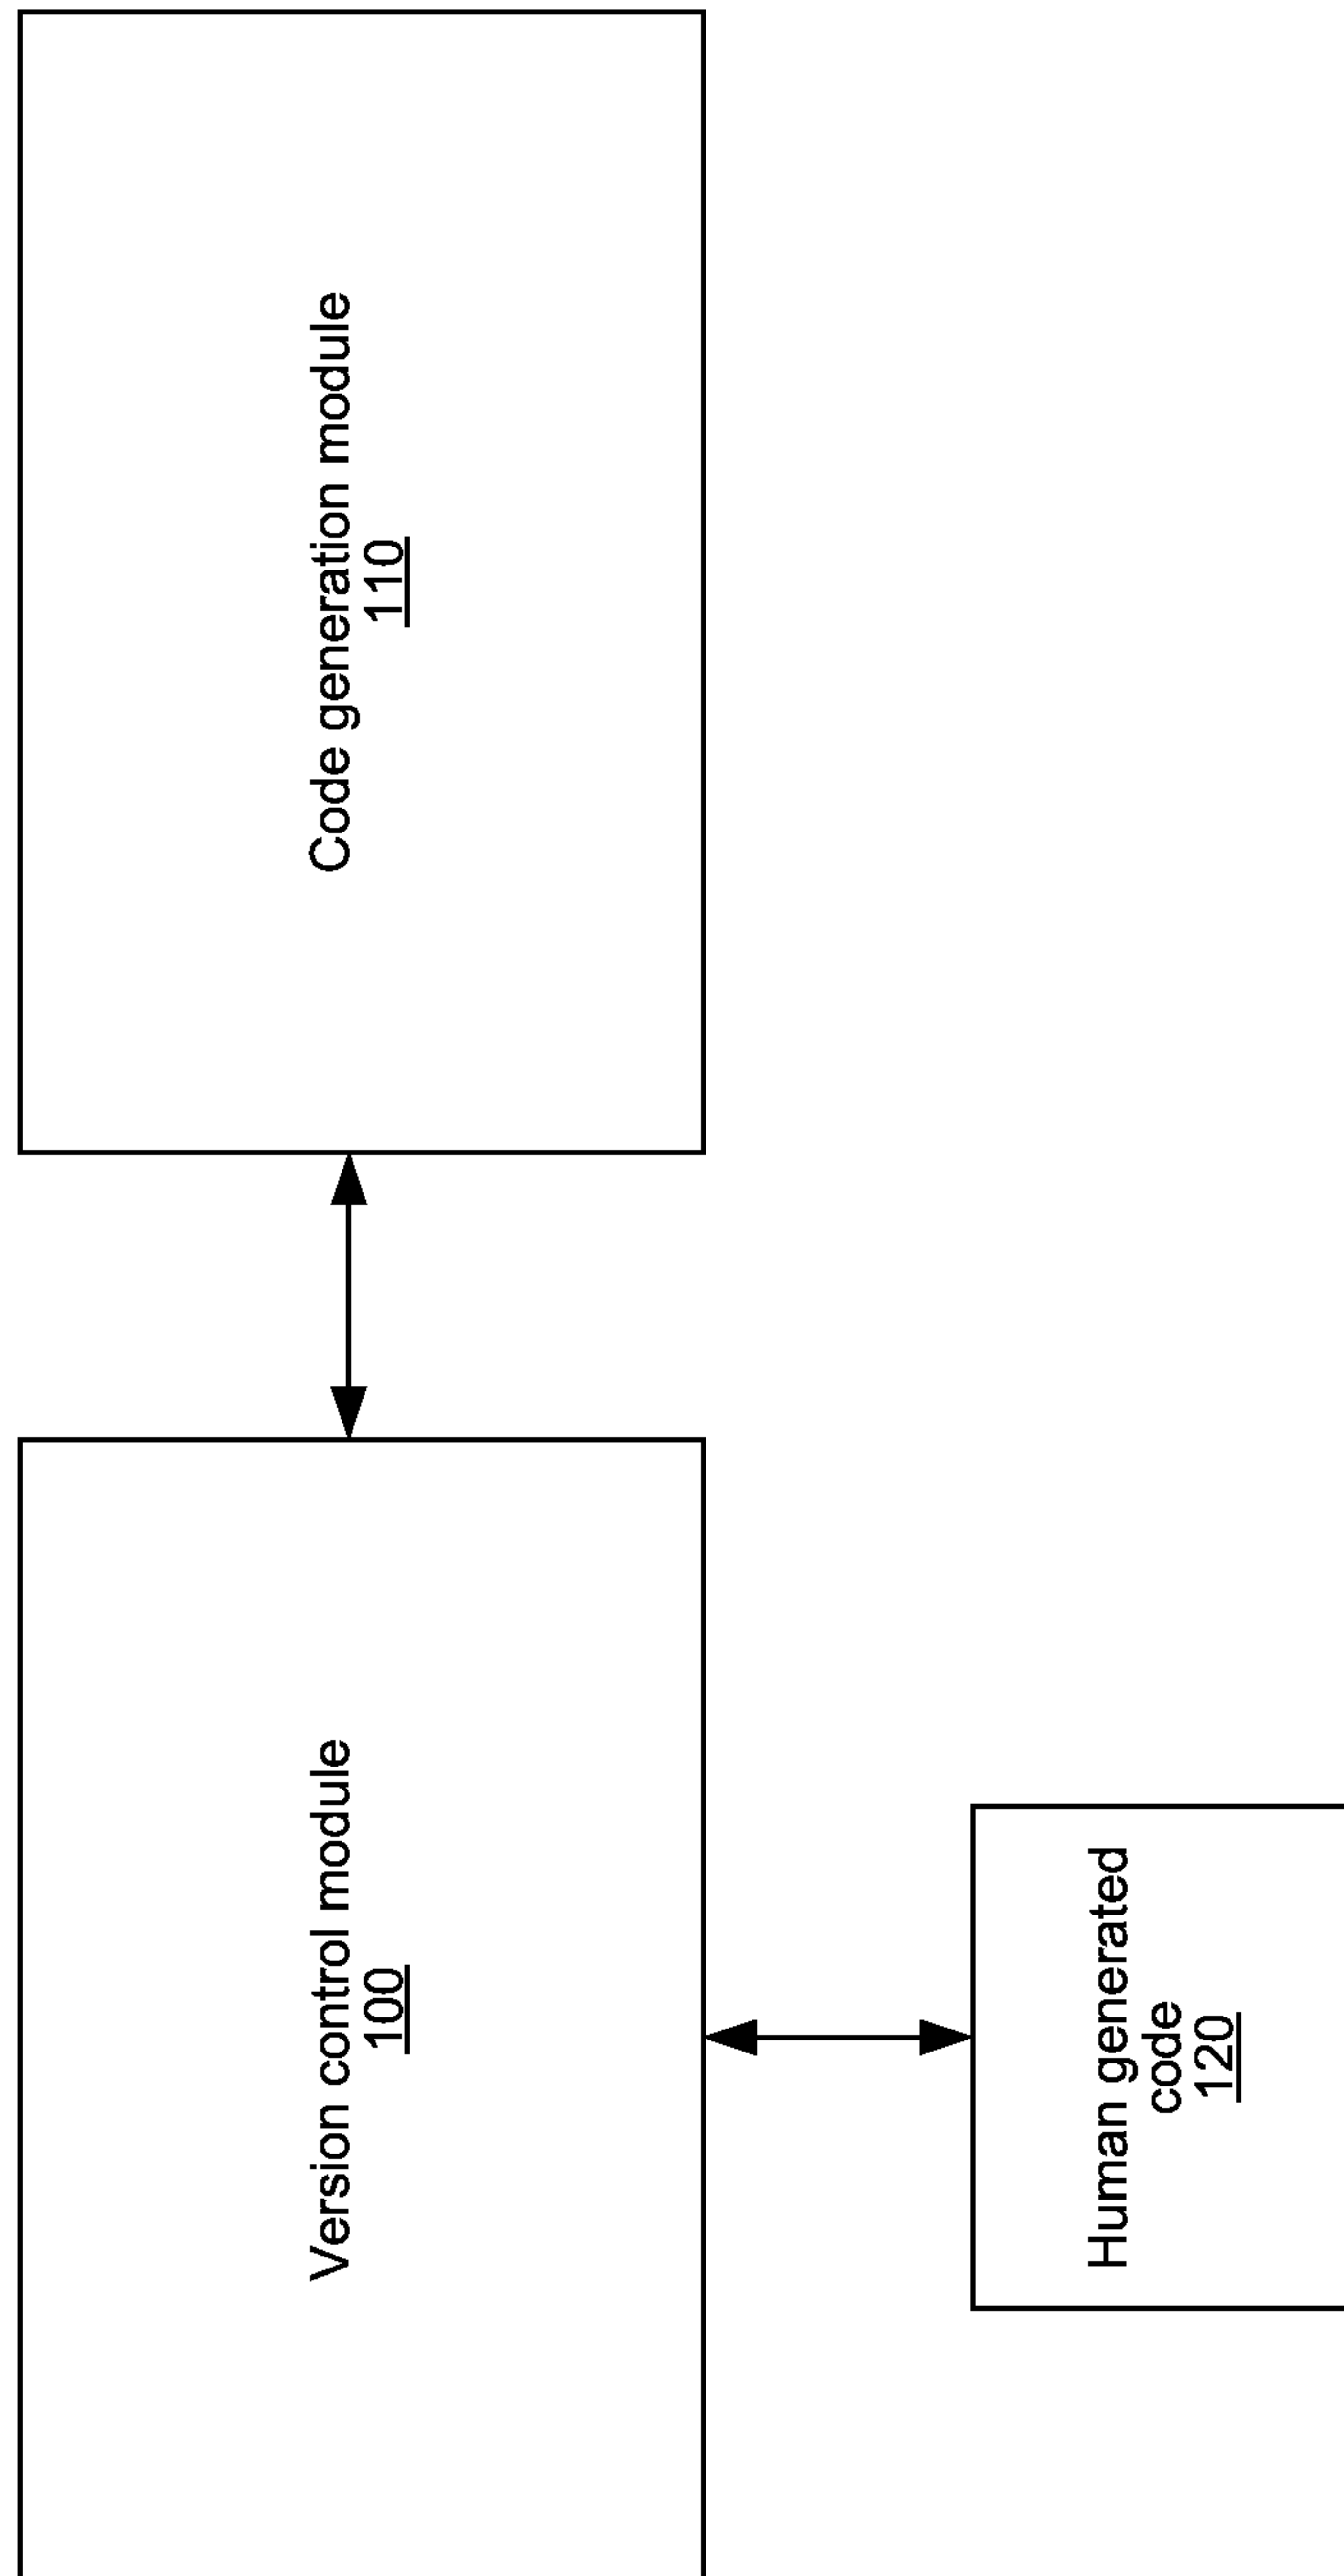 Version control module
100
Code generation module
110
Human generated
code
120